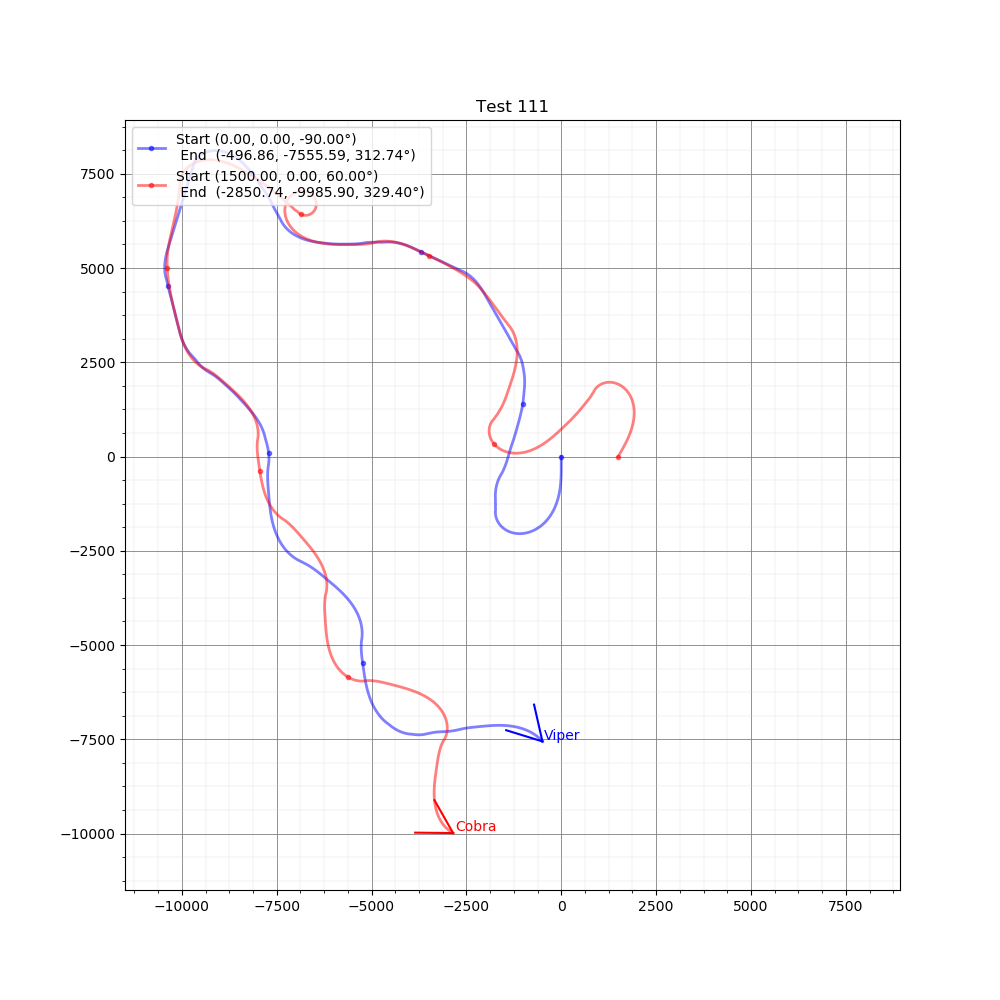 Test 111
Start (0.00, 0.00, -90.00°)
End  (-496.86, -7555.59, 312.74°)
Start (1500.00, 0.00, 60.00°)
End  (-2850.74, -9985.90, 329.40°)
7500
5000
2500
0
−2500
−5000
−7500
−10000
Viper
Cobra
−10000
−7500
−5000
−2500
0
2500
5000
7500